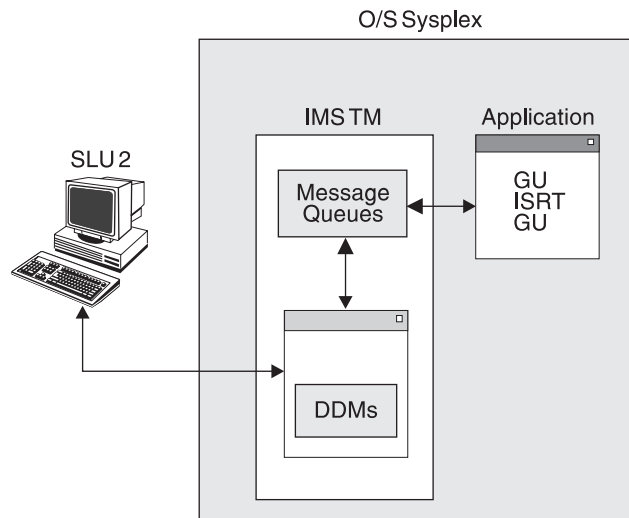 O/S Sysplex
IMS TM
Application
SLU 2
Message
Queues
GU
ISRT
GU
DDMs